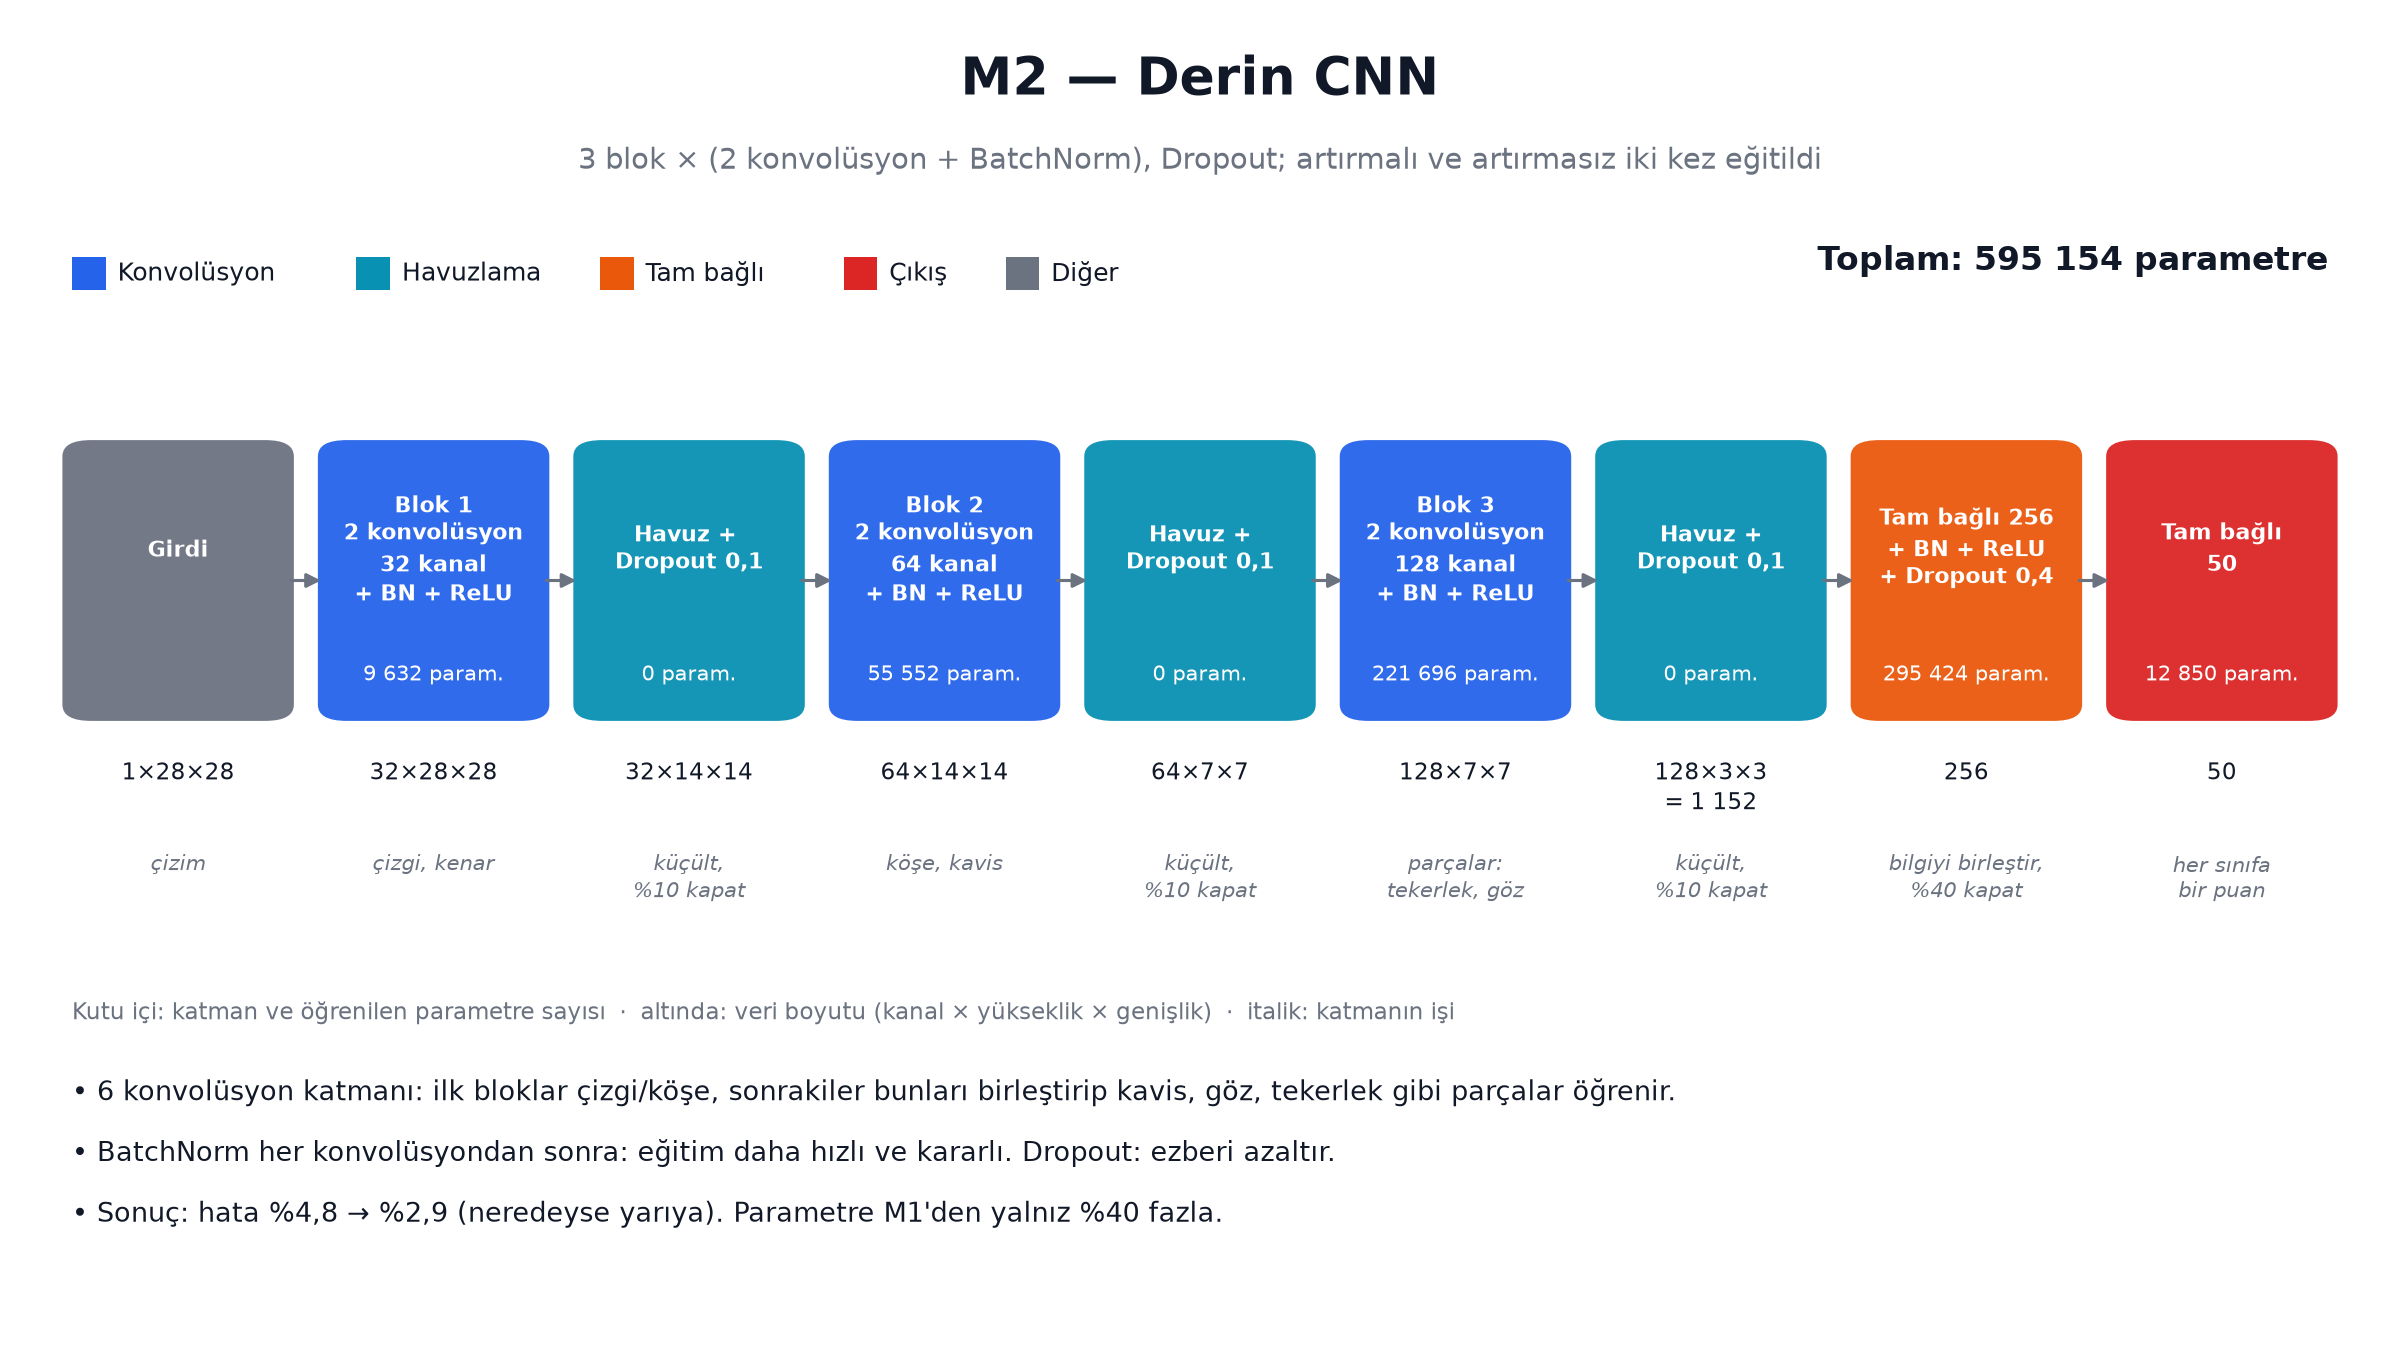 M2 — Derin CNN
3 blok × (2 konvolüsyon + BatchNorm), Dropout; artırmalı ve artırmasız iki kez eğitildi
Konvolüsyon
Havuzlama
Tam bağlı
Çıkış
Diğer
Toplam: 595 154 parametre
Girdi
1×28×28
çizim
Blok 1
2 konvolüsyon
32 kanal
+ BN + ReLU
9 632 param.
32×28×28
çizgi, kenar
Havuz +
Dropout 0,1
0 param.
32×14×14
küçült,
%10 kapat
Blok 2
2 konvolüsyon
64 kanal
+ BN + ReLU
55 552 param.
64×14×14
köşe, kavis
Havuz +
Dropout 0,1
0 param.
64×7×7
küçült,
%10 kapat
Blok 3
2 konvolüsyon
128 kanal
+ BN + ReLU
221 696 param.
128×7×7
parçalar:
tekerlek, göz
Havuz +
Dropout 0,1
0 param.
128×3×3
= 1 152
küçült,
%10 kapat
Tam bağlı 256
+ BN + ReLU
+ Dropout 0,4
295 424 param.
256
bilgiyi birleştir,
%40 kapat
Tam bağlı
50
12 850 param.
50
her sınıfa
bir puan
Kutu içi: katman ve öğrenilen parametre sayısı · altında: veri boyutu (kanal × yükseklik × genişlik) · italik: katmanın işi
• 6 konvolüsyon katmanı: ilk bloklar çizgi/köşe, sonrakiler bunları birleştirip kavis, göz, tekerlek gibi parçalar öğrenir.
• BatchNorm her konvolüsyondan sonra: eğitim daha hızlı ve kararlı. Dropout: ezberi azaltır.
• Sonuç: hata %4,8 → %2,9 (neredeyse yarıya). Parametre M1'den yalnız %40 fazla.